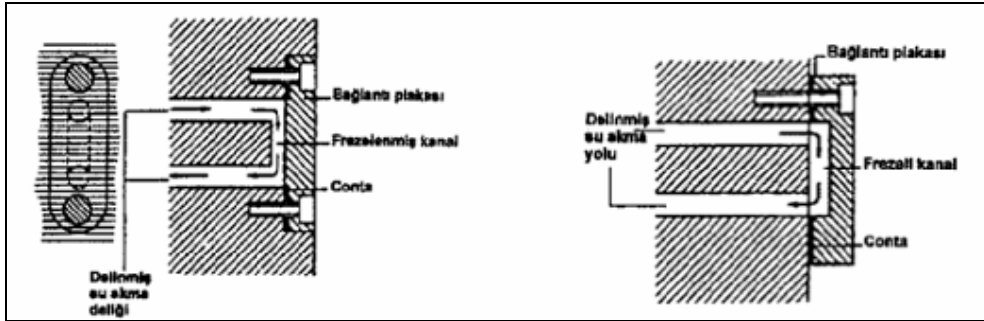 Bağlantı plakası
Frezelenmiş kanal
Conta
Delinmiş
su akma
deliği
Bağlantı plakası
Delinmiş
su akma
yolu
Frezeli kanal
Conta